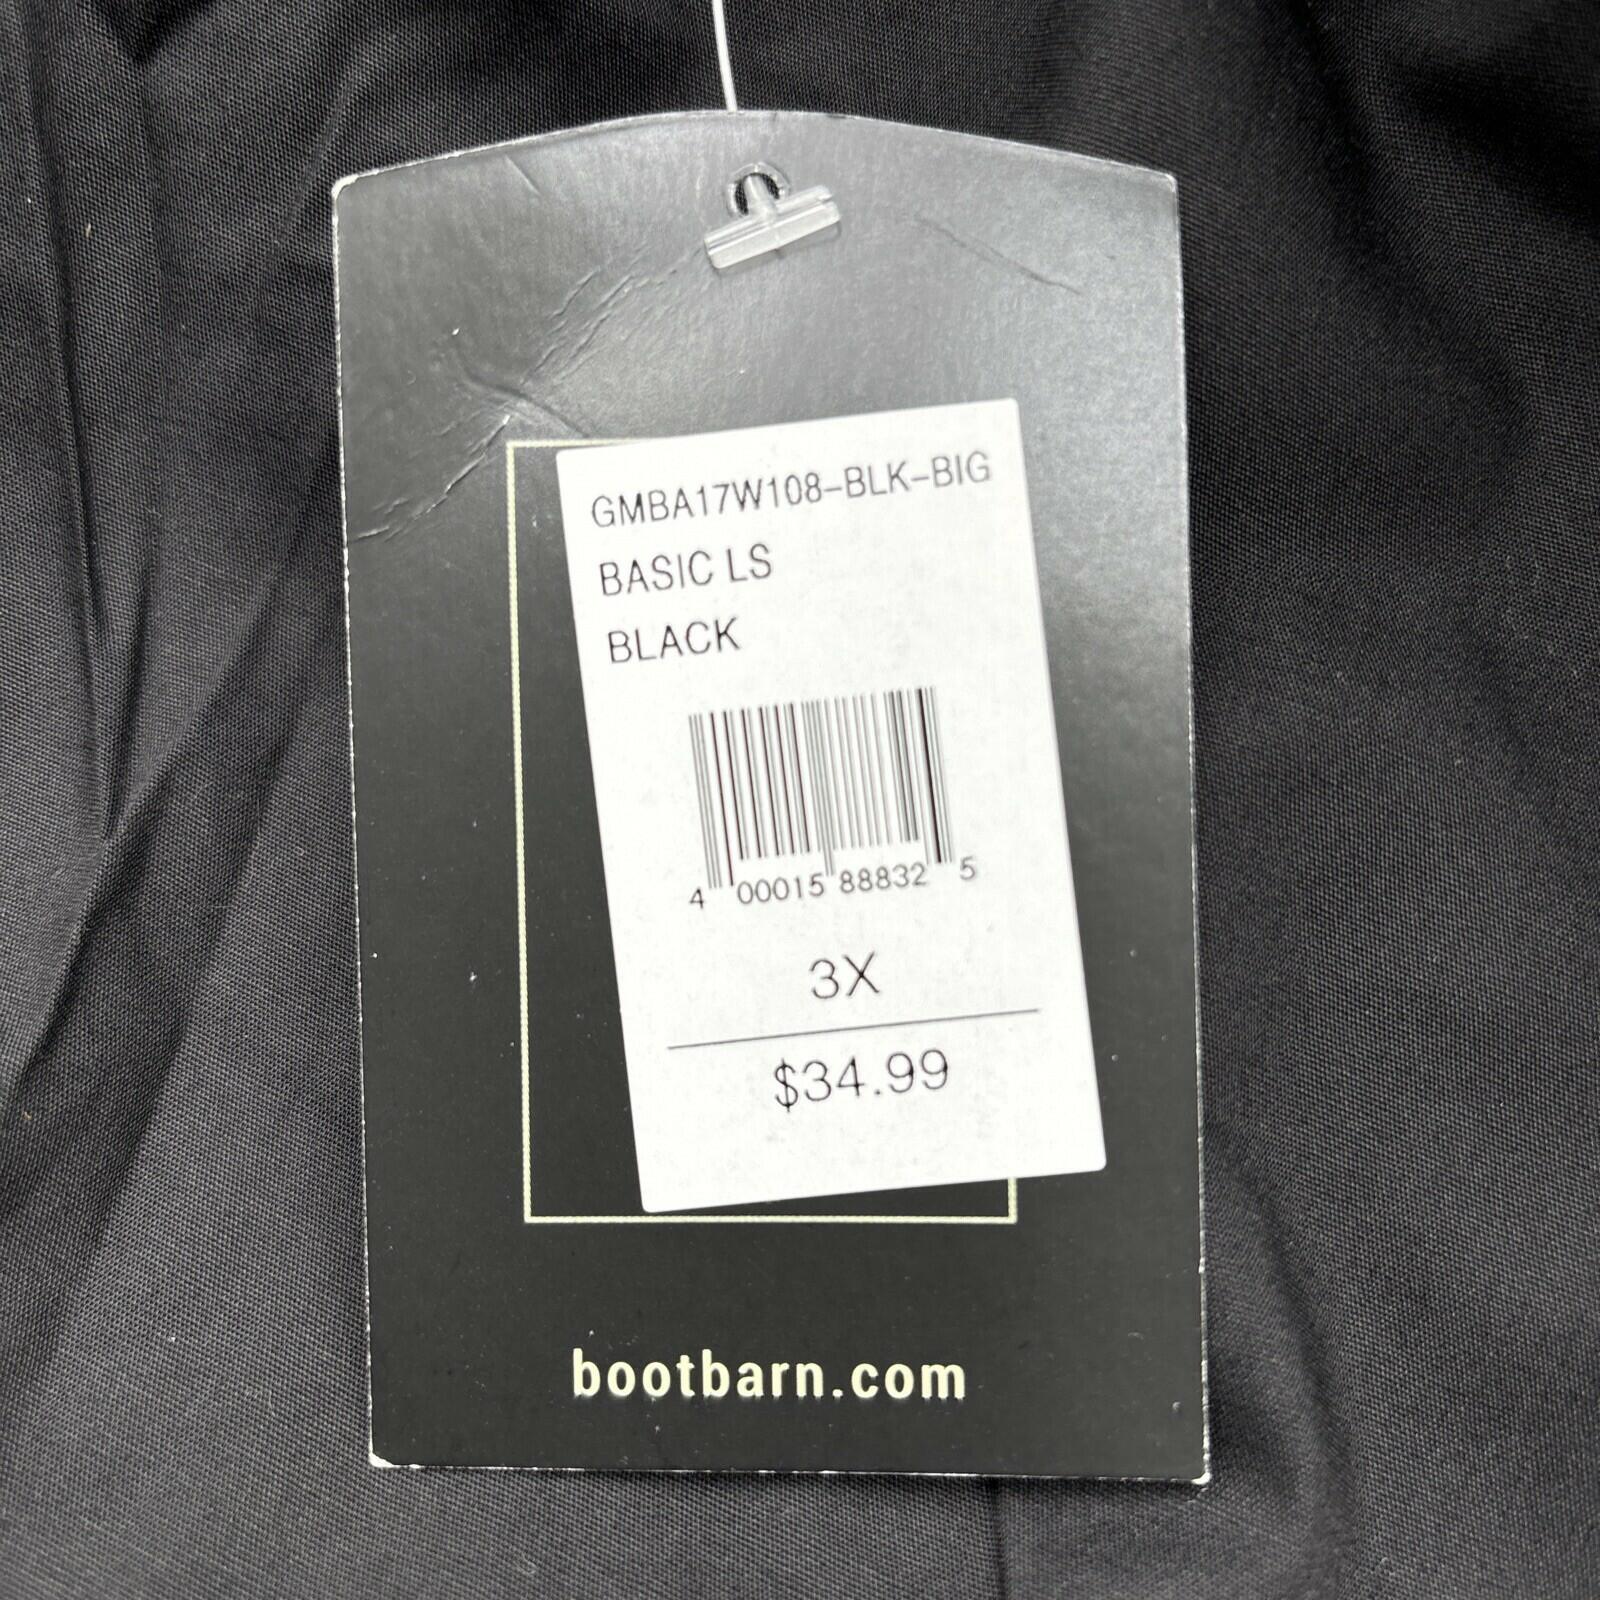 GMBA17W108-BLK-BIG
BASIC LS
BLACK
4 00015 88832 5
3X
$34.99
bootbarn.com